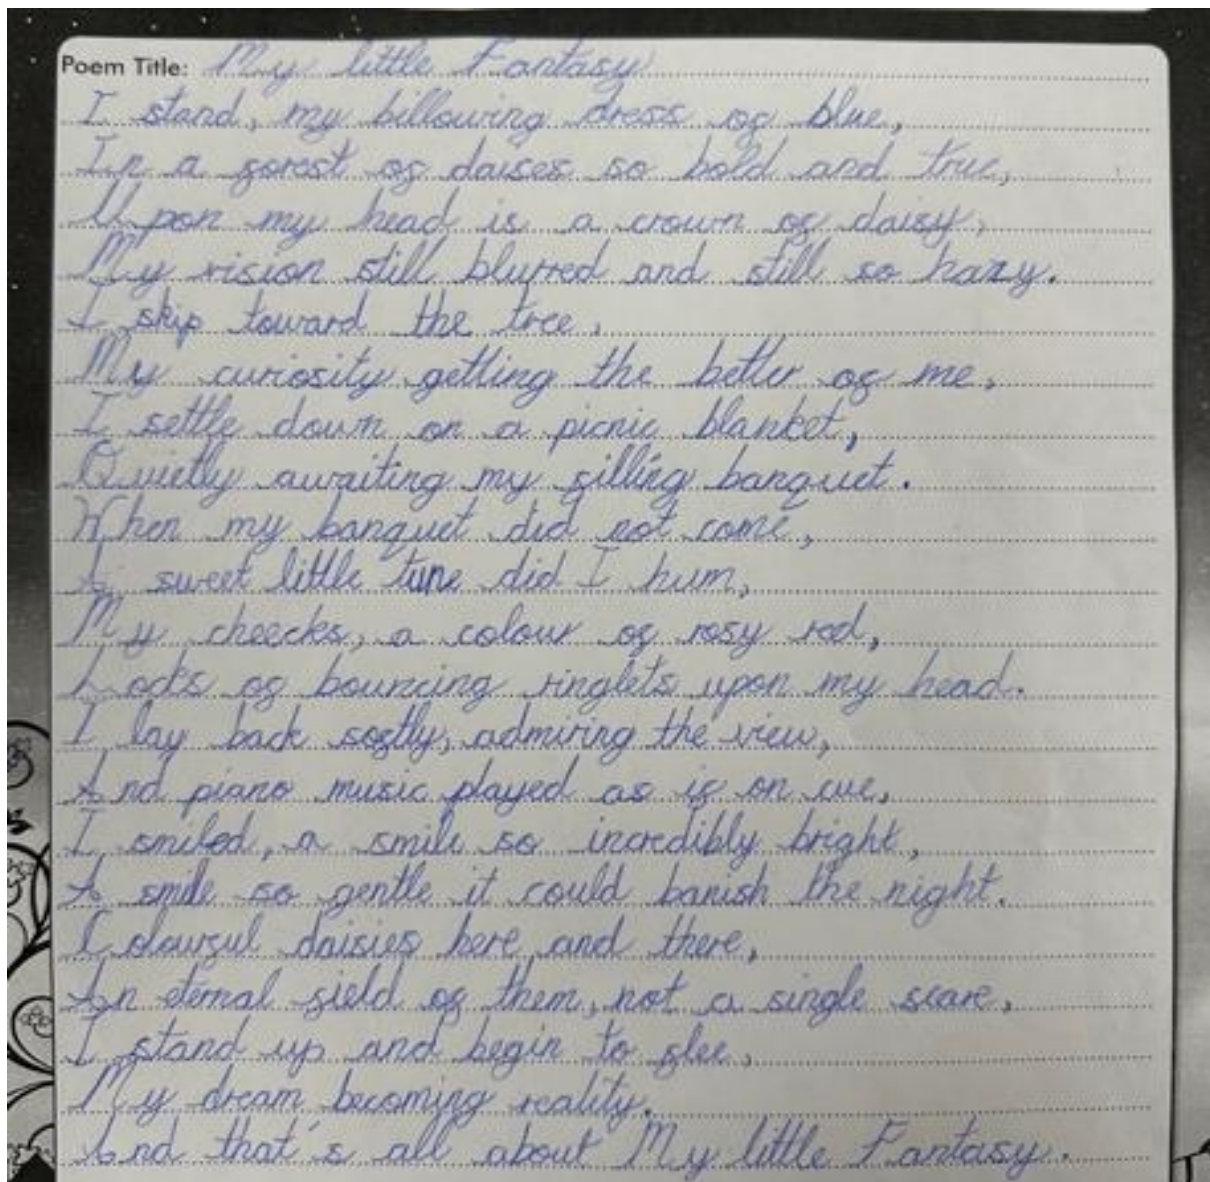 Poem Title: My little Fantasy
I stand, my billowing dress of blue,
In a forest of daises so bold and true,
Upon my head is a crown of daisy,
My vision still blurred and still so hazy.
I skip toward the tree,
My curiosity getting the better of me,
I settle down on a picnic blanket,
Quietly awaiting my filling banquet.
When my banquet did not come,
A sweet little tune did I hum,
My cheecks, a colour of rosy red,
Locks of bouncing ringlets upon my head.
I lay back softly, admiring the view,
And piano music played as if on cue,
I smiled, a smile so incredibly bright,
A smile so gentle it could banish the night.
Colourful daisies here and there,
An eternal field of them, not a single scare,
I stand up and begin to flee,
My dream becoming reality.
And that's all about My little Fantasy.